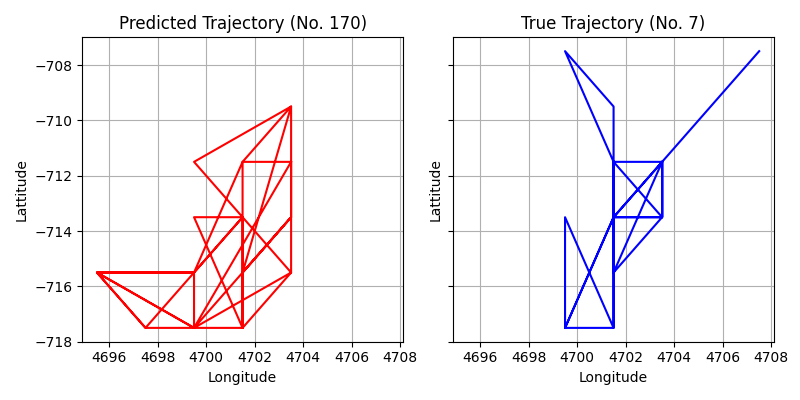 Predicted Trajectory (No. 170)
True Trajectory (No. 7)
−708
−710
−712
−714
−716
−718
Lattitude
Lattitude
4696 4698 4700 4702 4704 4706 4708
4696 4698 4700 4702 4704 4706 4708
Longitude
Longitude